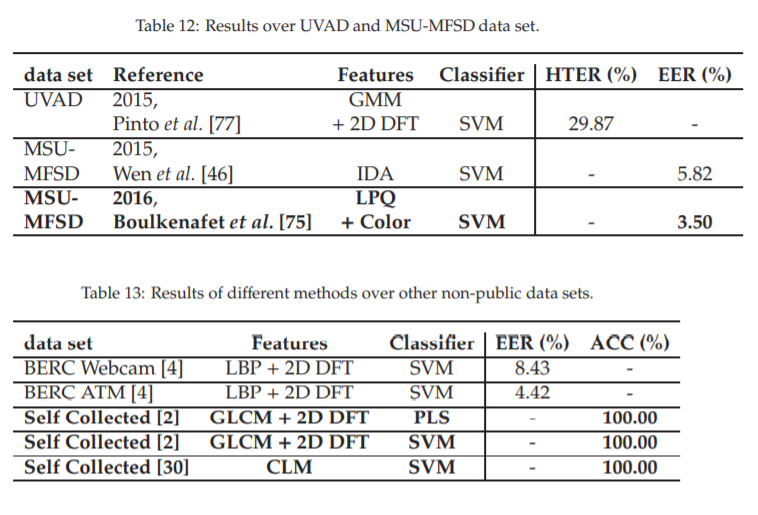 Table 12: Results over UVAD and MSU-MFSD data set.
data set Reference Features Classifier HTER (%) EER (%)
UVAD 2015, GMM
Pinto et al. [77] + 2D DFT SVM 29.87 -
MSU- 2015,
MFSD Wen et al. [46] IDA SVM - 5.82
MSU- 2016, LPQ
MFSD Boulkenafet et al. [75] + Color SVM - 3.50
Table 13: Results of different methods over other non-public data sets.
data set Features Classifier EER (%) ACC (%)
BERC Webcam [4] LBP + 2D DFT SVM 8.43 -
BERC ATM [4] LBP + 2D DFT SVM 4.42 -
Self Collected [2] GLCM + 2D DFT PLS - 100.00
Self Collected [2] GLCM + 2D DFT SVM - 100.00
Self Collected [30] CLM SVM - 100.00